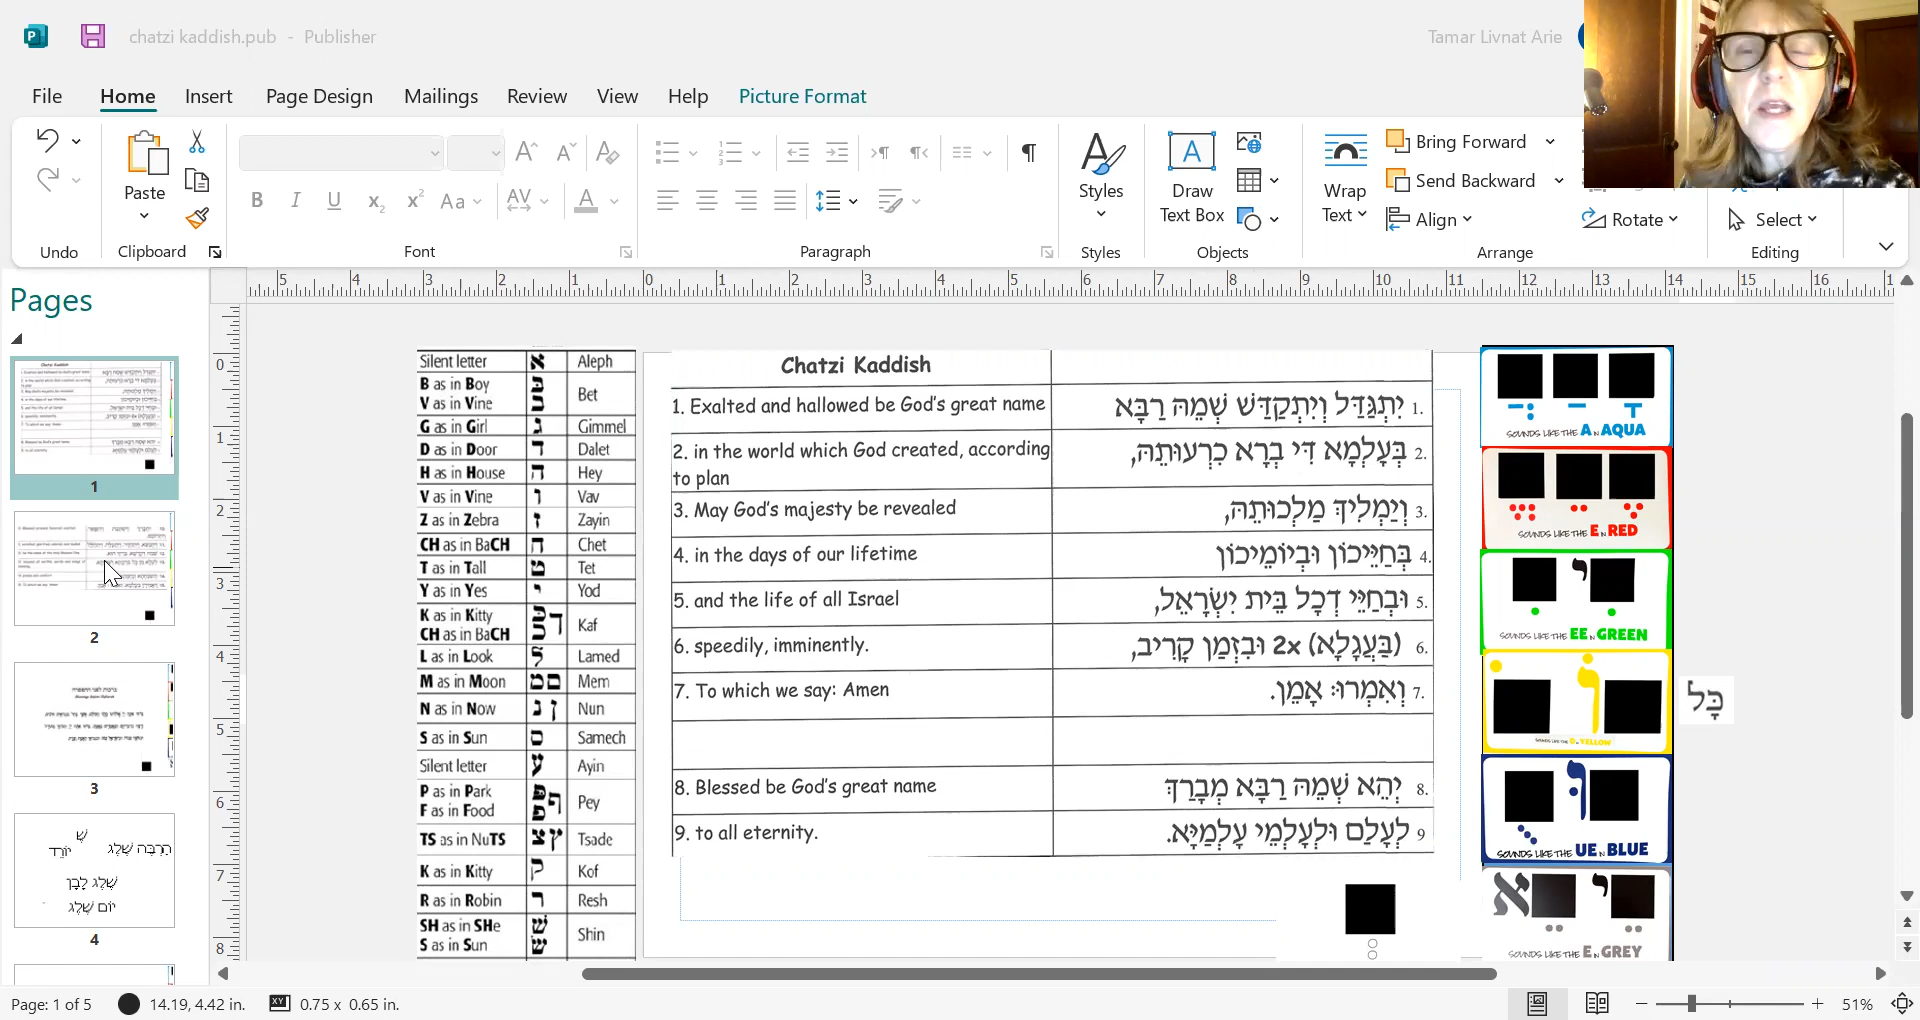 chatzi kaddish.pub - Publisher
Tamar Livnat Arie
File Home Insert Page Design Mailings Review View Help Picture Format
Undo
Paste
Clipboard
Font
Paragraph
Styles
Styles
Draw Text Box
Objects
Wrap Text
Bring Forward
Send Backward
Align
Rotate
Arrange
Select
Editing
Pages
1
2
3
4
Silent letter א Aleph
B as in Boy בּ Bet
V as in Vine ב
G as in Girl ג Gimmel
D as in Door ד Dalet
H as in House ה Hey
V as in Vine ו Vav
Z as in Zebra ז Zayin
CH as in BaCH ח Chet
T as in Tall ט Tet
Y as in Yes י Yod
K as in Kitty כּ ך Kaf
CH as in BaCH כ
L as in Look ל Lamed
M as in Moon מ ם Mem
N as in Now נ ן Nun
S as in Sun ס Samech
Silent letter ע Ayin
P as in Park פּ ף Pey
F as in Food פ
TS as in NuTS צ ץ Tsade
K as in Kitty ק Kof
R as in Robin ר Resh
SH as in SHe שׁ Shin
S as in Sun שׂ
Chatzi Kaddish
1. Exalted and hallowed be God's great name
1. יִתְגַּדַּל וְיִתְקַדַּשׁ שְׁמֵהּ רַבָּא
2. in the world which God created, according
to plan
2. בְּעָלְמָא דִּי בְרָא כִרְעוּתֵהּ,
3. May God's majesty be revealed
3. וְיַמְלִיךְ מַלְכוּתֵהּ,
4. in the days of our lifetime
4. בְּחַיֵּיכוֹן וּבְיוֹמֵיכוֹן
5. and the life of all Israel
5. וּבְחַיֵּי דְכָל בֵּית יִשְׂרָאֵל,
6. speedily, imminently.
6. (בַּעֲגָלָא) 2x וּבִזְמַן קָרִיב,
7. To which we say: Amen
7. וְאִמְרוּ: אָמֵן.
8. Blessed be God's great name
8. יְהֵא שְׁמֵהּ רַבָּא מְבָרַךְ
9. to all eternity.
9 לְעָלַם וּלְעָלְמֵי עָלְמַיָּא.
SOUNDS LIKE THE A IN AQUA
SOUNDS LIKE THE E IN RED
SOUNDS LIKE THE EE IN GREEN
SOUNDS LIKE THE O IN YELLOW
כָּל
SOUNDS LIKE THE UE IN BLUE
SOUNDS LIKE THE E IN GREY
Page: 1 of 5 14.19, 4.42 in. 0.75 x 0.65 in. 51%